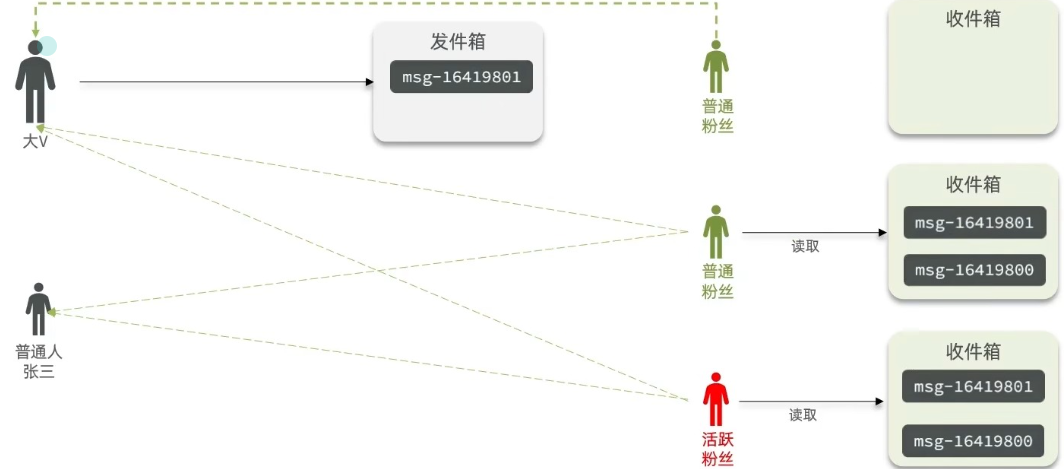 收件箱
发件箱
msg-16419801
普通
粉丝
大V
收件箱
msg-16419801
读取
msg-16419800
普通
粉丝
普通人
张三
收件箱
msg-16419801
读取
msg-16419800
活跃
粉丝